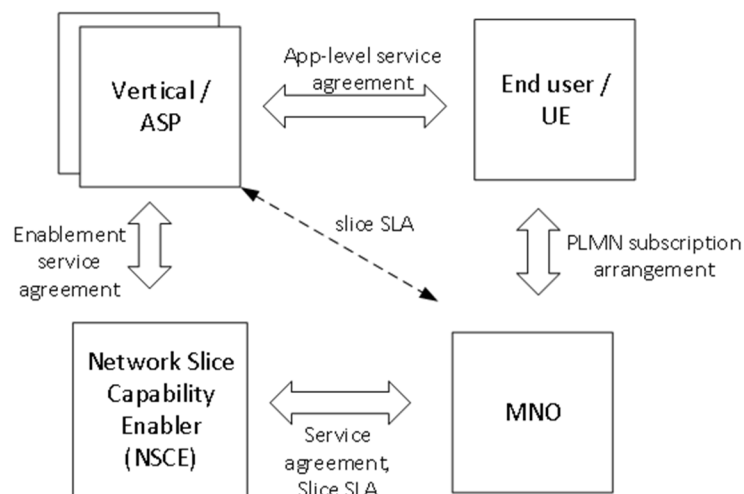 Vertical /
ASP
App-level service
agreement
End user /
UE
Enablement
service
agreement
slice SLA
PLMN subscription
arrangement
Network Slice
Capability
Enabler
(NSCE)
Service
agreement,
Slice SLA
MNO